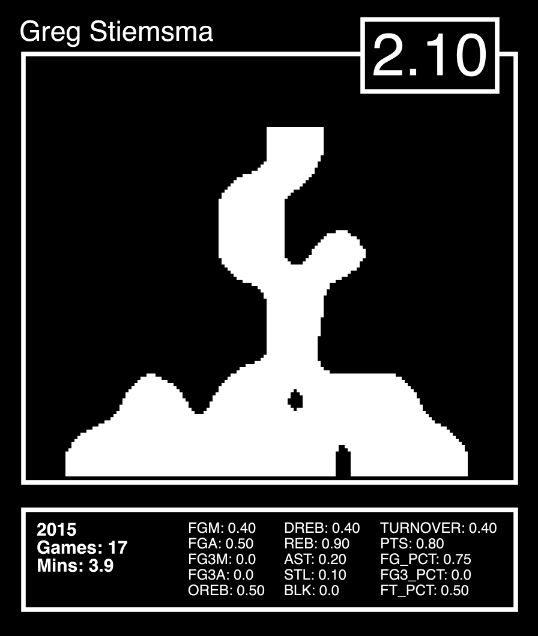 Greg Stiemsma
2.10
2015
Games: 17
Mins: 3.9
FGM: 0.40
FGA: 0.50
FG3M: 0.0
FG3A: 0.0
OREB: 0.50
DREB: 0.40
REB: 0.90
AST: 0.20
STL: 0.10
BLK: 0.0
TURNOVER: 0.40
PTS: 0.80
FG_PCT: 0.75
FG3_PCT: 0.0
FT_PCT: 0.50